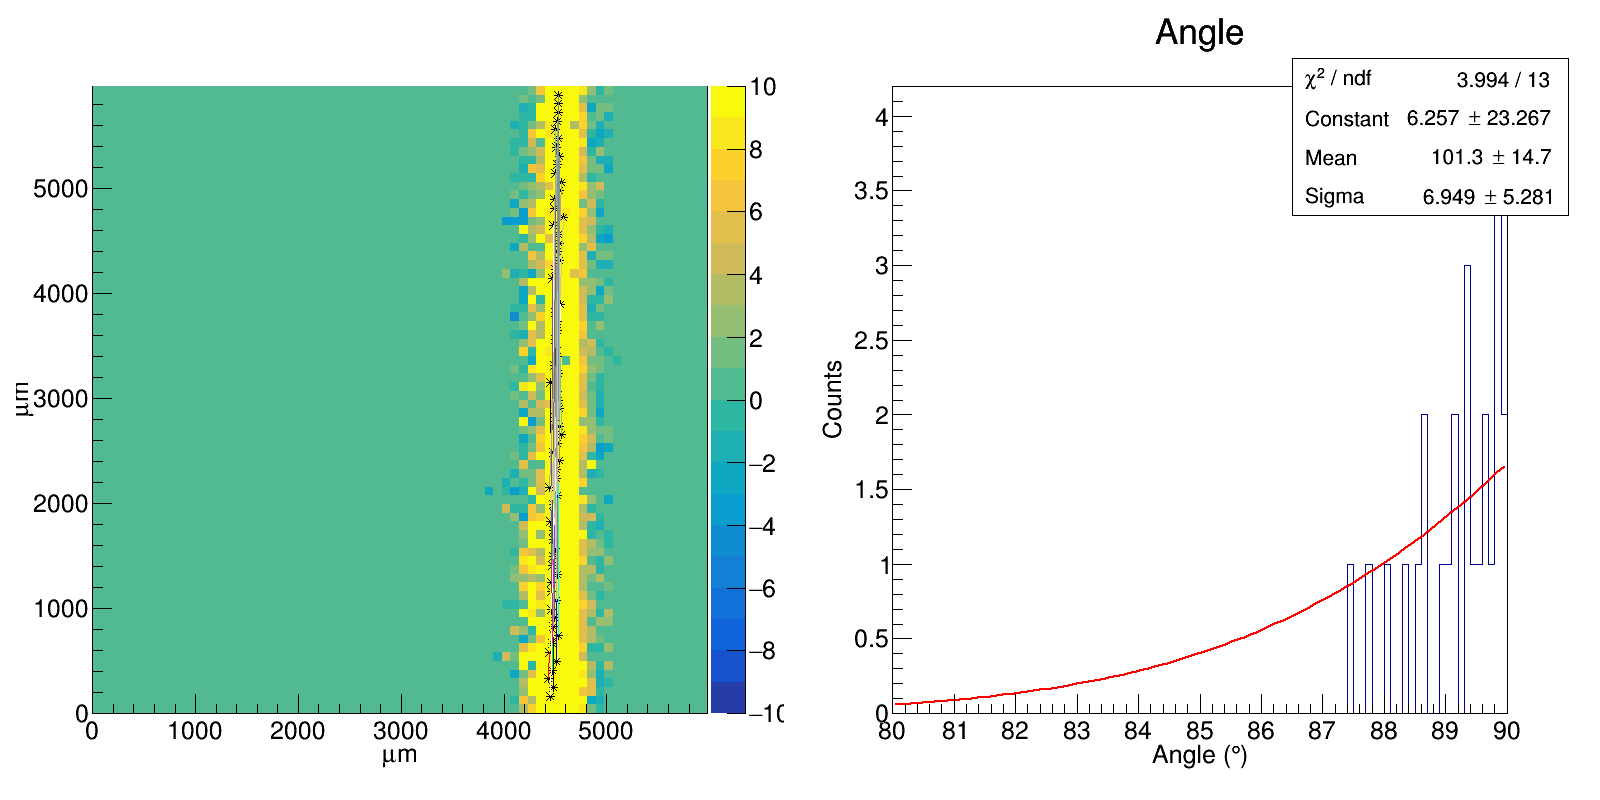 Angle
χ² / ndf 3.994 / 13
Constant 6.257 ± 23.267
Mean 101.3 ± 14.7
Sigma 6.949 ± 5.281
5000
4000
3000
2000
1000
0
μm
0 1000 2000 3000 4000 5000
μm
10
8
6
4
2
0
−2
−4
−6
−8
−10
4
3.5
3
2.5
2
1.5
1
0.5
0
Counts
80 81 82 83 84 85 86 87 88 89 90
Angle (°)